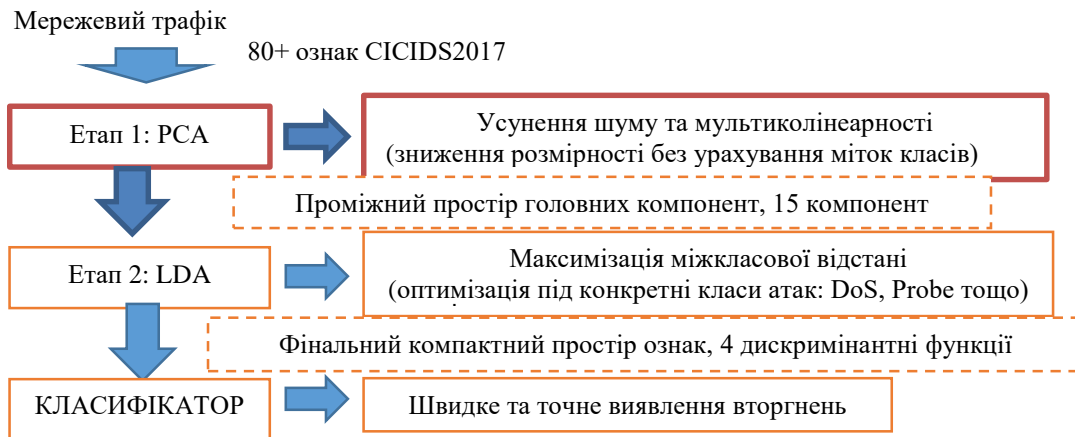 Мережевий трафік
80+ ознак CICIDS2017
Етап 1: PCA
Усунення шуму та мультиколінеарності
(зниження розмірності без урахування міток класів)
Проміжний простір головних компонент, 15 компонент
Етап 2: LDA
Максимізація міжкласової відстані
(оптимізація під конкретні класи атак: DoS, Probe тощо)
Фінальний компактний простір ознак, 4 дискримінантні функції
КЛАСИФІКАТОР
Швидке та точне виявлення вторгнень